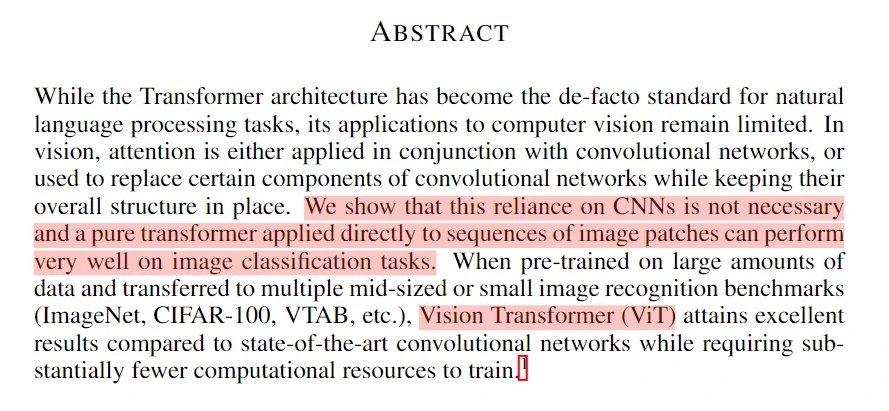 ABSTRACT
While the Transformer architecture has become the de-facto standard for natural
language processing tasks, its applications to computer vision remain limited. In
vision, attention is either applied in conjunction with convolutional networks, or
used to replace certain components of convolutional networks while keeping their
overall structure in place. We show that this reliance on CNNs is not necessary
and a pure transformer applied directly to sequences of image patches can perform
very well on image classification tasks. When pre-trained on large amounts of
data and transferred to multiple mid-sized or small image recognition benchmarks
(ImageNet, CIFAR-100, VTAB, etc.), Vision Transformer (ViT) attains excellent
results compared to state-of-the-art convolutional networks while requiring sub-
stantially fewer computational resources to train.1